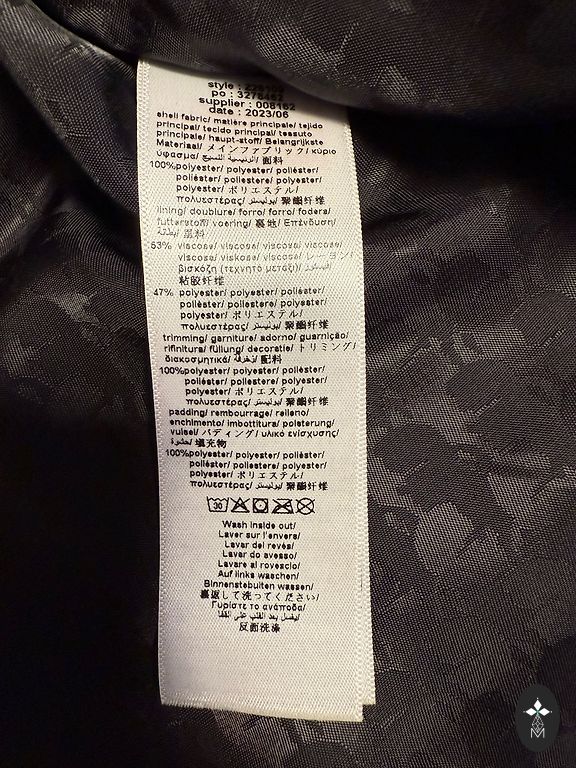 style :
po : 3276462
supplier : 008162
date : 2023/06
shell fabric/ matière principale/ tejido
principal/ tecido principal/ tessuto
principale/ haupt-stoff/ Belangrijkste
Materiaal/ メインファブリック/ κύριο
ύφασμα/ الرئيسية النسيج/ 面料
100%polyester/ polyester/ poliéster/
poliéster/ poliestere/ polyester/
polyester/ ポリエステル/
πολυεστέρας/ بوليستر/ 聚酯纤维
lining/ doublure/ forro/ forro/ fodera/
futterstoff/ voering/ 裏地/ Επένδυση/
بطانة/ 里料
53% viscose/ viscose/ viscosa/ viscose/
viscose/ viskose/ viscose/ レーヨン/
βισκόζη (τεχνητό μετάξι)/
粘胶纤维
47% polyester/ polyester/ poliéster/
poliéster/ poliestere/ polyester/
polyester/ ポリエステル/
πολυεστέρας/ بوليستر/ 聚酯纤维
trimming/ garniture/ adorno/ guarnição/
rifinitura/ füllung/ decoratie/ トリミング/
διακοσμητικά/ زخرفة/ 配料
100%polyester/ polyester/ poliéster/
poliéster/ poliestere/ polyester/
polyester/ ポリエステル/
πολυεστέρας/ بوليستر/ 聚酯纤维
padding/ rembourrage/ relleno/
enchimento/ imbottitura/ polsterung/
vulsel/ パディング/ υλικό ενίσχυσης/
حشوة/ 填充物
100%polyester/ polyester/ poliéster/
poliéster/ poliestere/ polyester/
polyester/ ポリエステル/
πολυεστέρας/ بوليستر/ 聚酯纤维
30
Wash inside out/
Laver sur l'envers/
Lavar del revés/
Lavar do avesso/
Lavare al rovescio/
Auf links waschen/
Binnenstebuiten wassen/
裏返して洗ってください/
Γυρίστε το ανάποδα/
يغسل بعد القلب على القفا/
反面洗涤